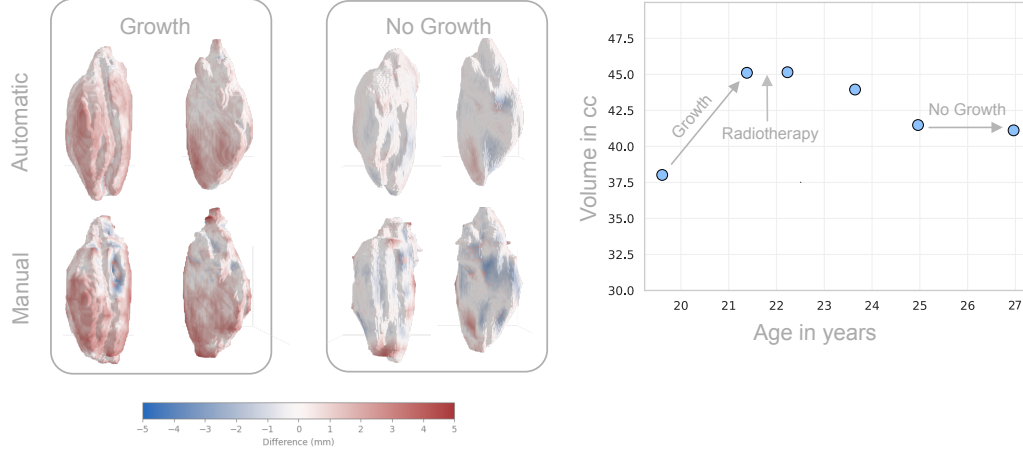 Growth
No Growth
Automatic
Manual
−5 −4 −3 −2 −1 0 1 2 3 4 5
Difference (mm)
Volume in cc
47.5
45.0
42.5
40.0
37.5
35.0
32.5
30.0
Growth
Radiotherapy
No Growth
20 21 22 23 24 25 26 27
Age in years